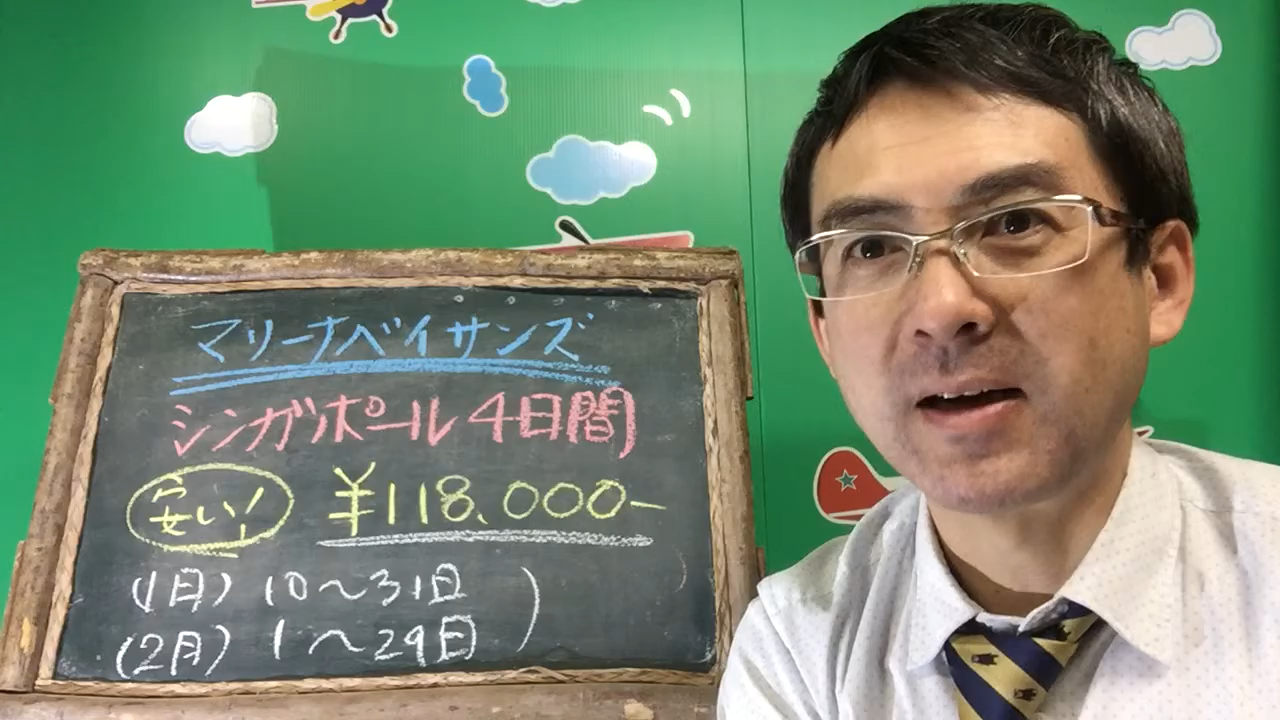 マリーナベイサンズ
シンガポール4日間
安い! ¥118.000-
(1月) 10〜31日
(2月) 1〜29日